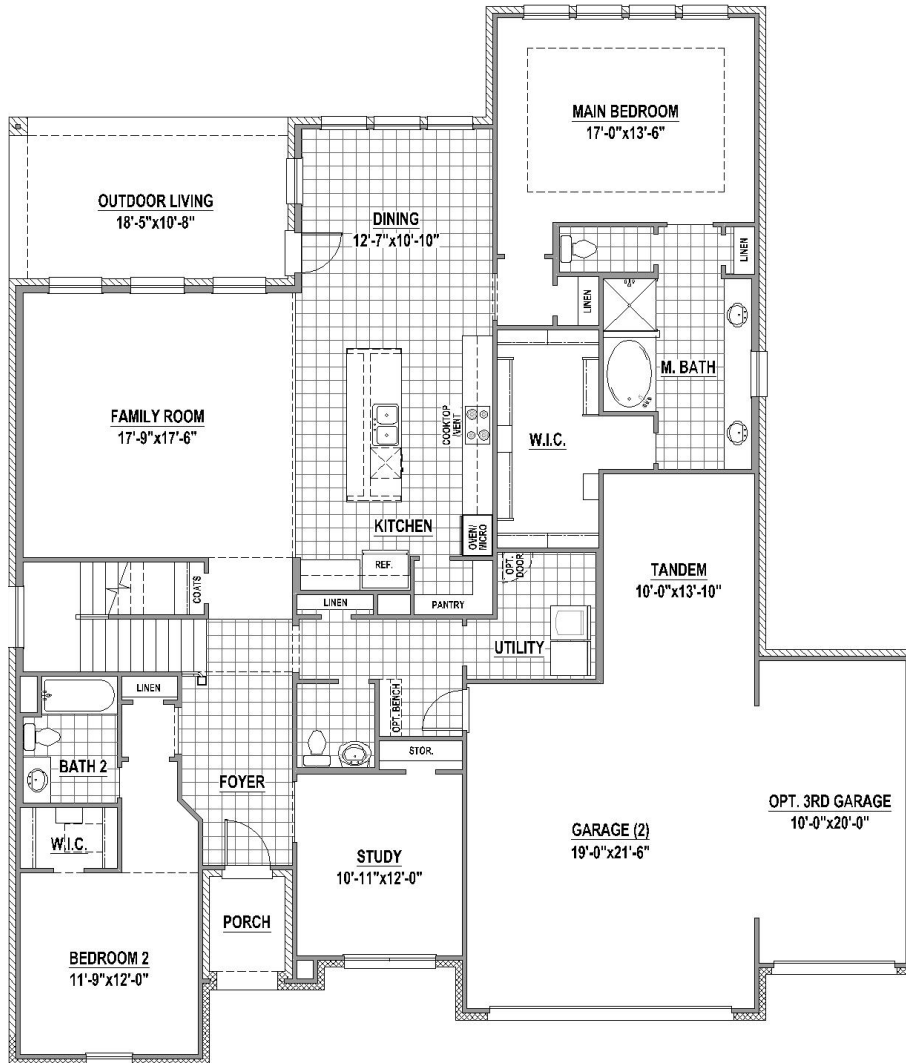 MAIN BEDROOM
17'-0"x13'-6"
OUTDOOR LIVING
18'-5"x10'-8"
DINING
12'-7"x10'-10"
LINEN
LINEN
M. BATH
FAMILY ROOM
17'-9"x17'-6"
COOKTOP
/VENT
W.I.C.
KITCHEN
OVEN/
MICRO
REF.
OPT.
DOOR
COATS
TANDEM
10'-0"x13'-10"
LINEN
PANTRY
UTILITY
LINEN
OPT. BENCH
STOR.
BATH 2
FOYER
W.I.C.
STUDY
10'-11"x12'-0"
GARAGE (2)
19'-0"x21'-6"
OPT. 3RD GARAGE
10'-0"x20'-0"
PORCH
BEDROOM 2
11'-9"x12'-0"